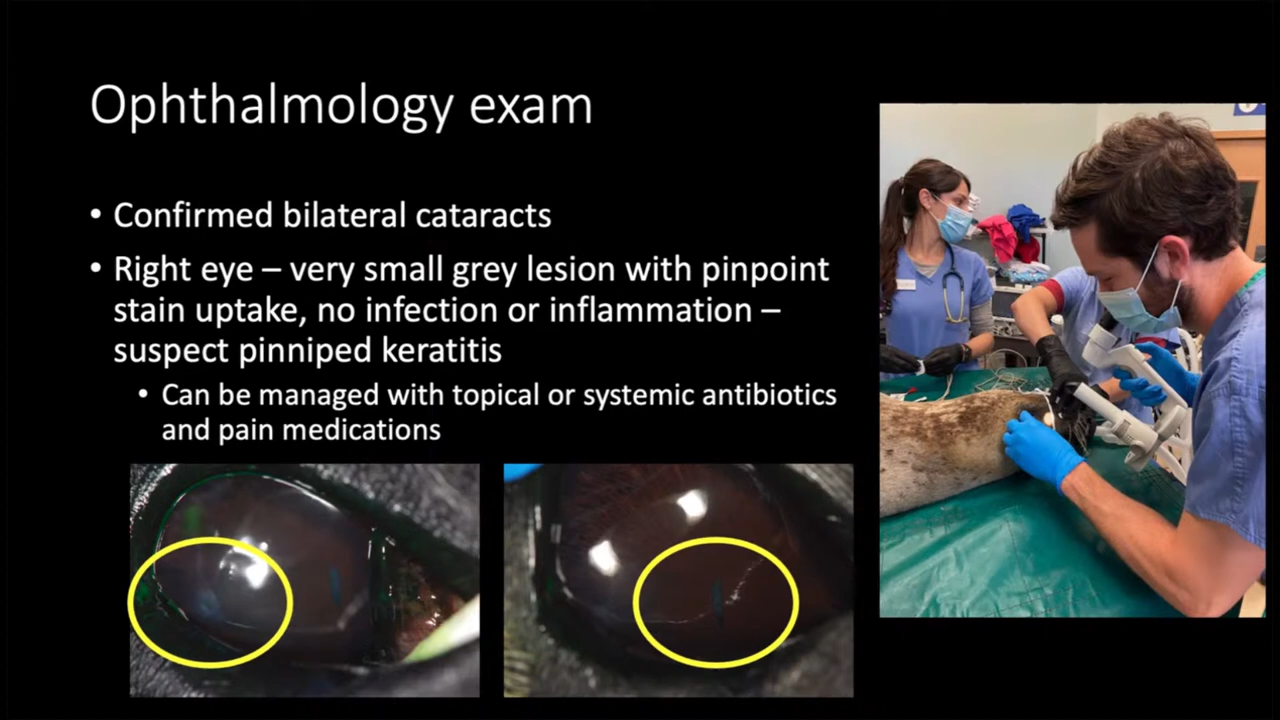 Ophthalmology exam
• Confirmed bilateral cataracts
• Right eye – very small grey lesion with pinpoint
stain uptake, no infection or inflammation –
suspect pinniped keratitis
• Can be managed with topical or systemic antibiotics
and pain medications